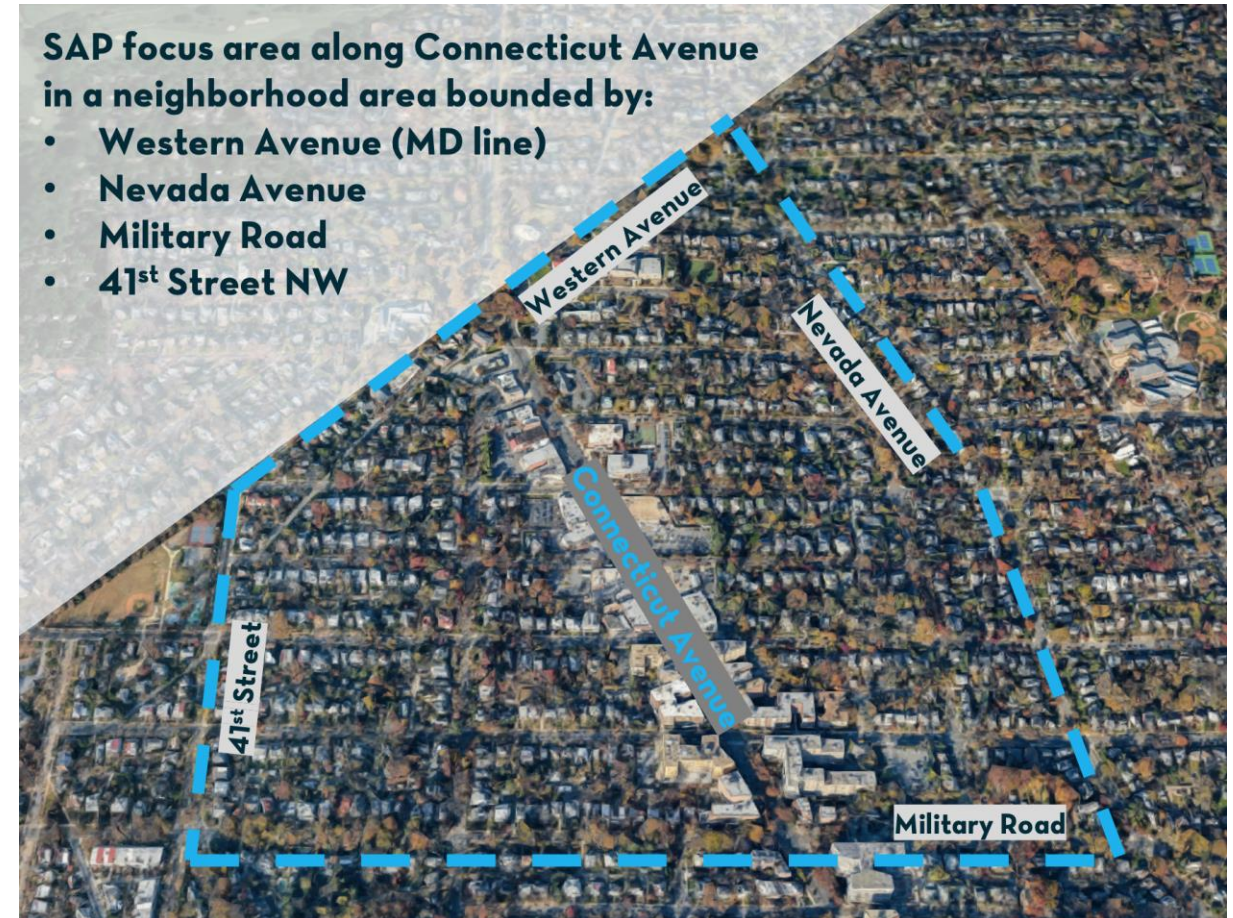 SAP focus area along Connecticut Avenue
in a neighborhood area bounded by:
• Western Avenue (MD line)
• Nevada Avenue
• Military Road
• 41st Street NW
Western Avenue
Nevada Avenue
Connecticut Avenue
41st Street
Military Road